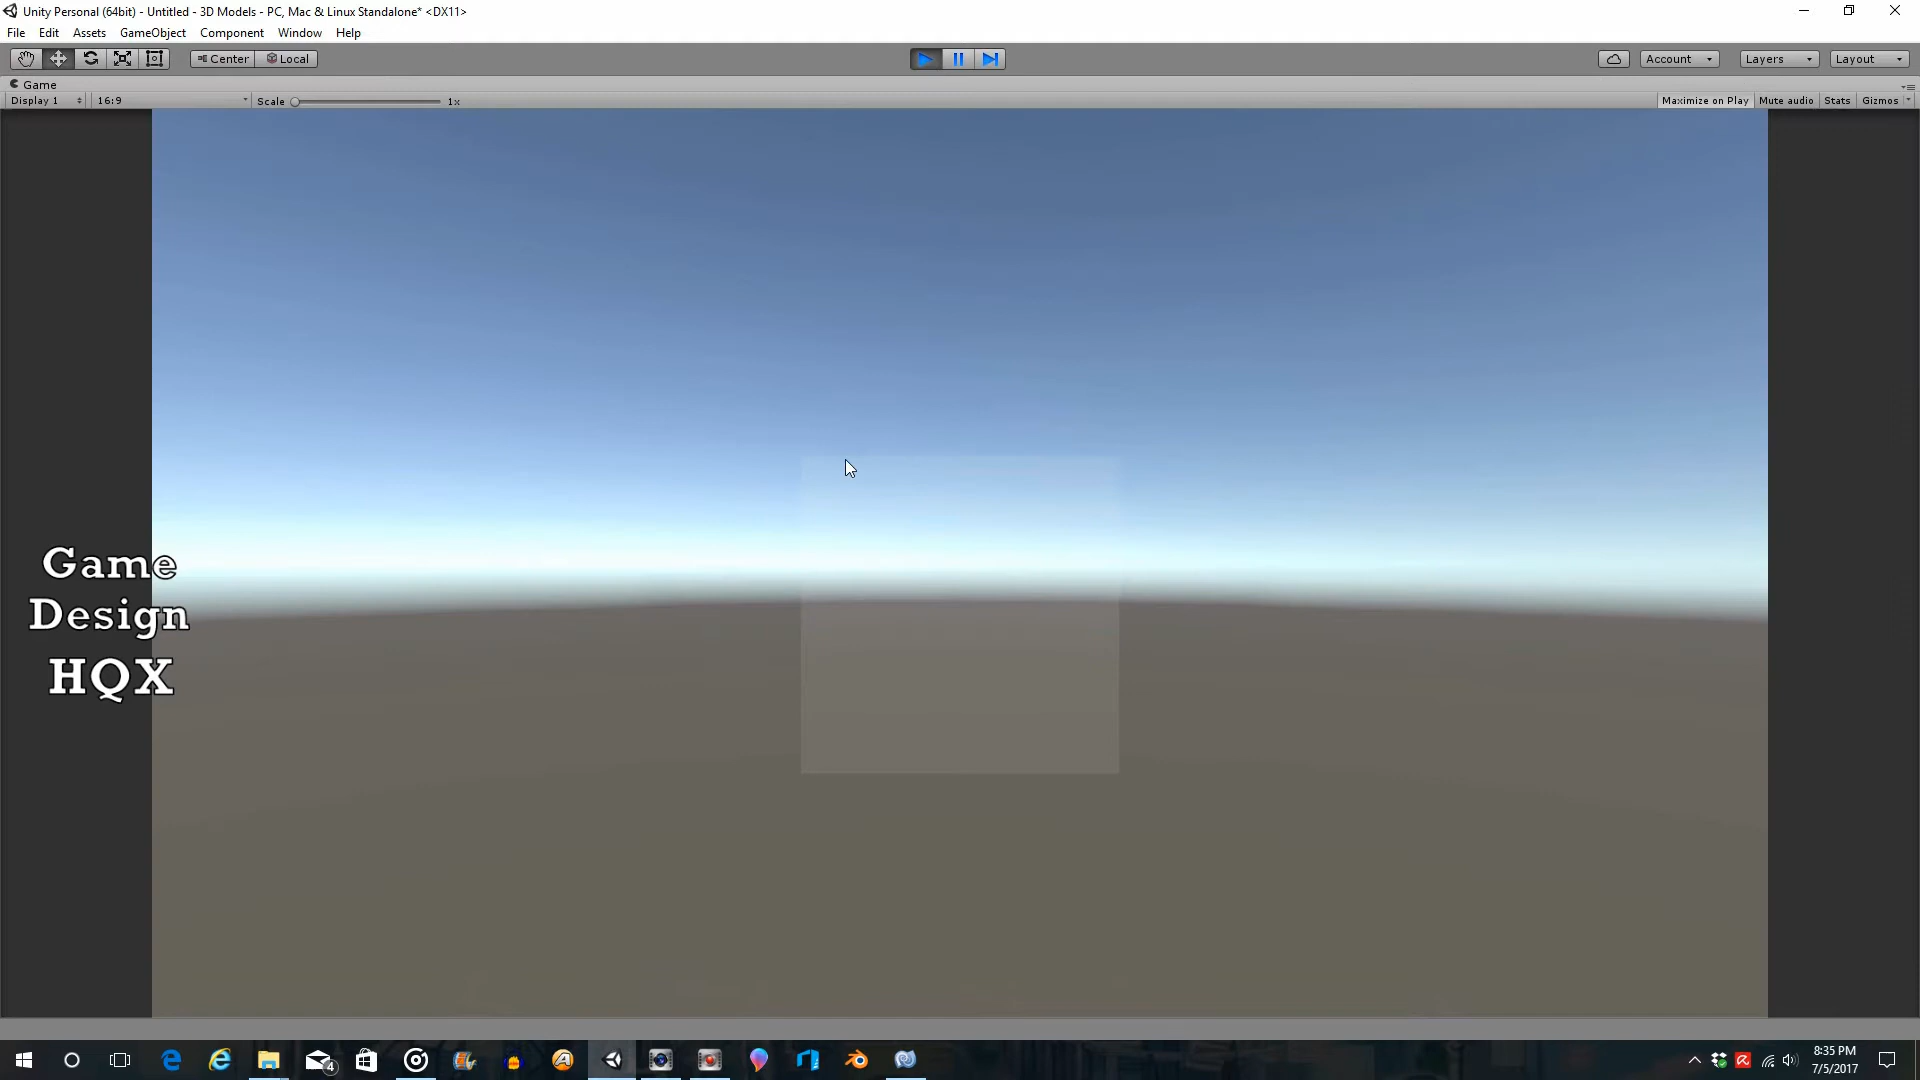 Unity Personal (64bit) - Untitled - 3D Models - PC, Mac & Linux Standalone* <DX11>
File Edit Assets GameObject Component Window Help
Center Local Account Layers Layout
Game
Display 1 16:9 Scale 1x Maximize on Play Mute audio Stats Gizmos
Game
Design
HQX
4
8:35 PM
7/5/2017